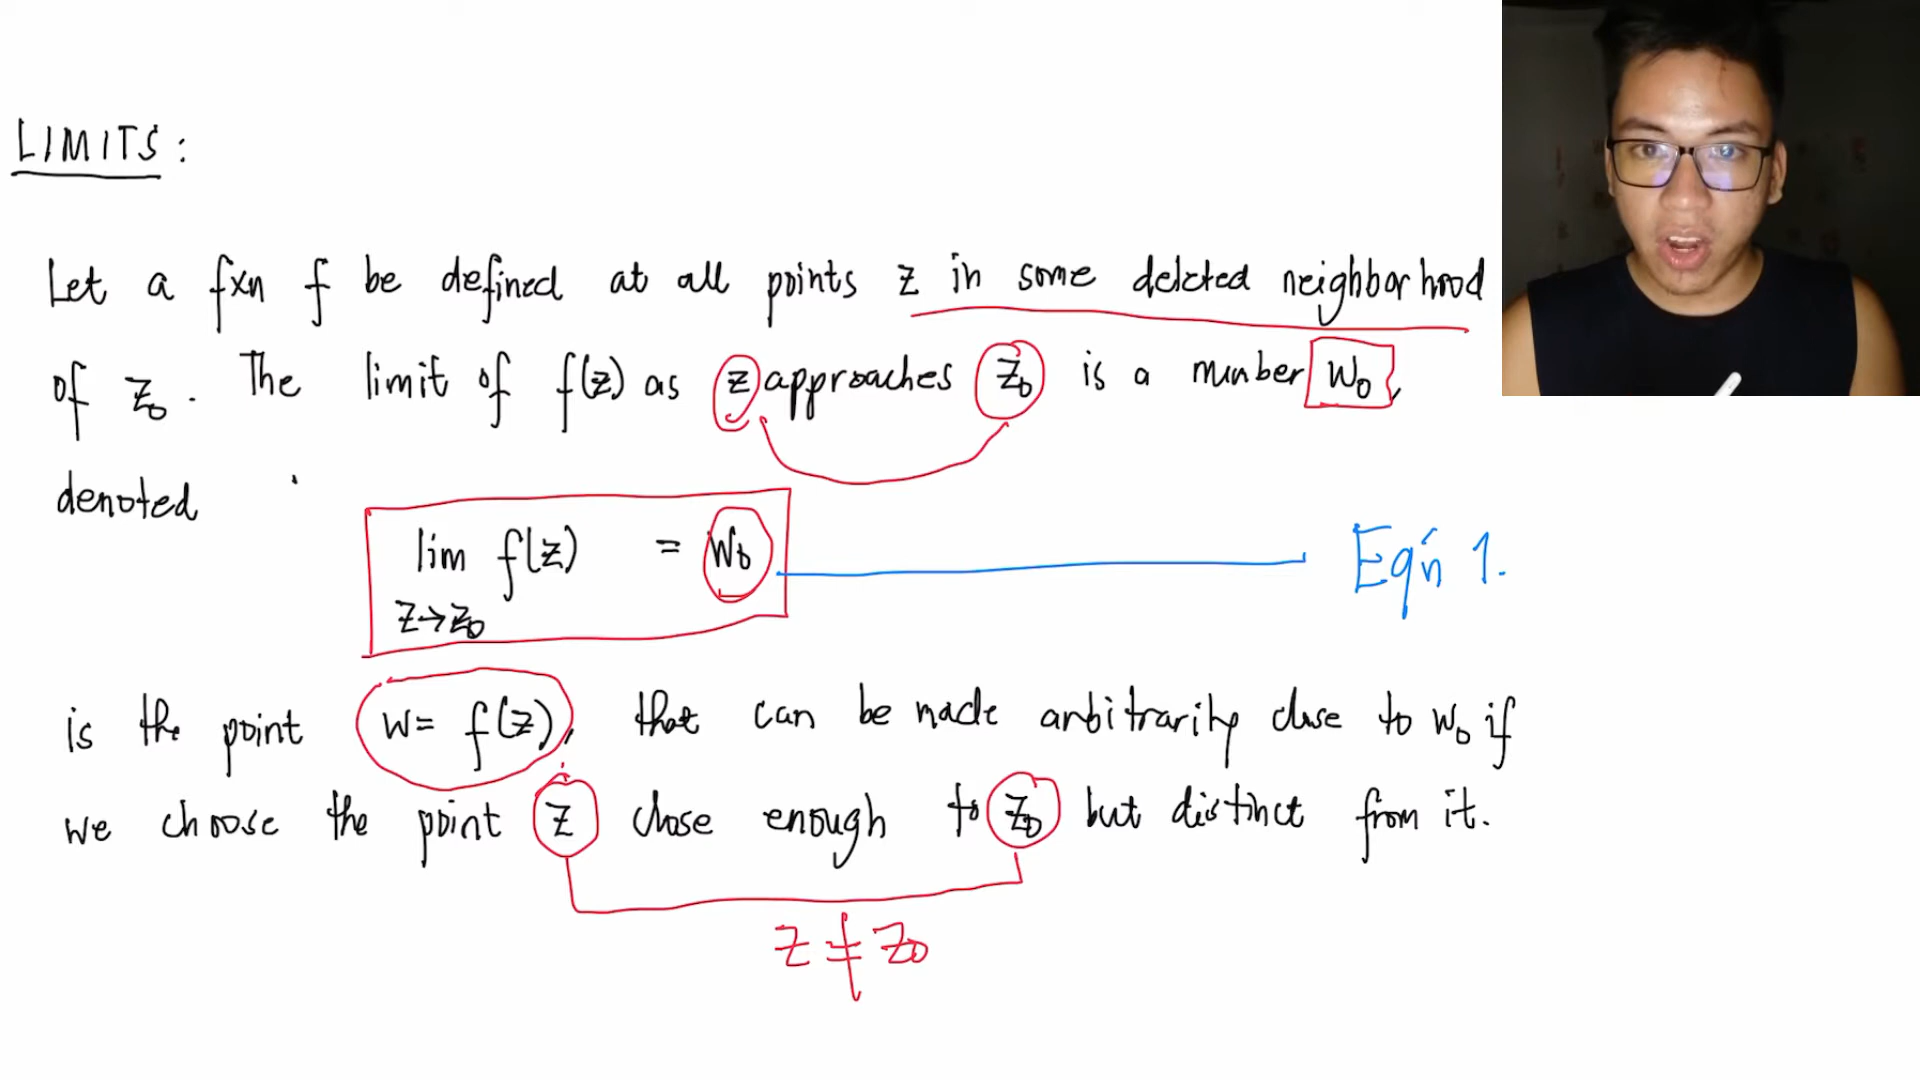 LIMITS:
Let a fxn f be defined at all points z in some deleted neighborhood
of z₀. The limit of f(z) as z approaches z₀ is a number w₀,
denoted
lim f(z) = w₀
z→z₀
Eq'n 1.
is the point w= f(z), that can be made arbitrarity close to w₀ if
we choose the point z close enough to z₀ but distinct from it.
z ≠ z₀